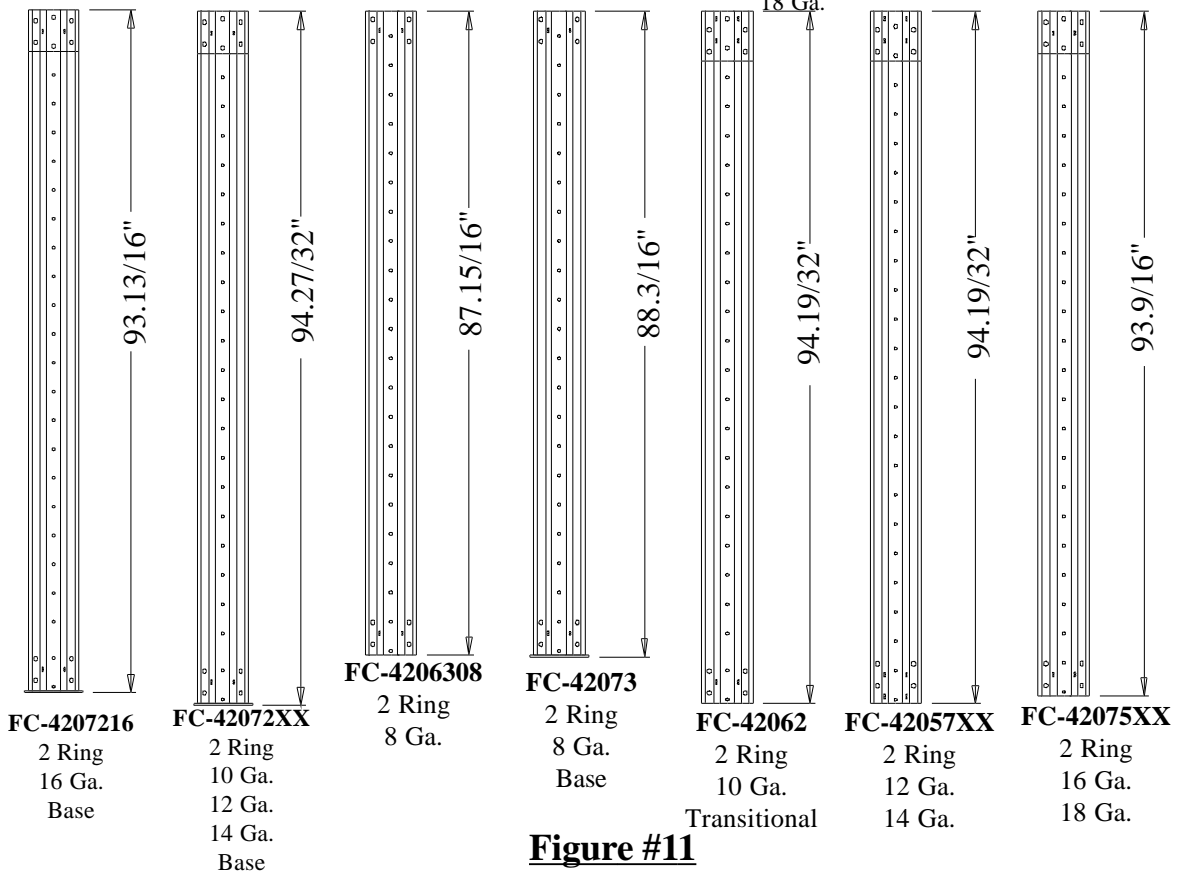 18 Ga.
93.13/16"
94.27/32"
87.15/16"
88.3/16"
94.19/32"
94.19/32"
93.9/16"
FC-4207216
2 Ring
16 Ga.
Base
FC-42072XX
2 Ring
10 Ga.
12 Ga.
14 Ga.
Base
FC-4206308
2 Ring
8 Ga.
FC-42073
2 Ring
8 Ga.
Base
FC-42062
2 Ring
10 Ga.
Transitional
FC-42057XX
2 Ring
12 Ga.
14 Ga.
FC-42075XX
2 Ring
16 Ga.
18 Ga.
Figure #11